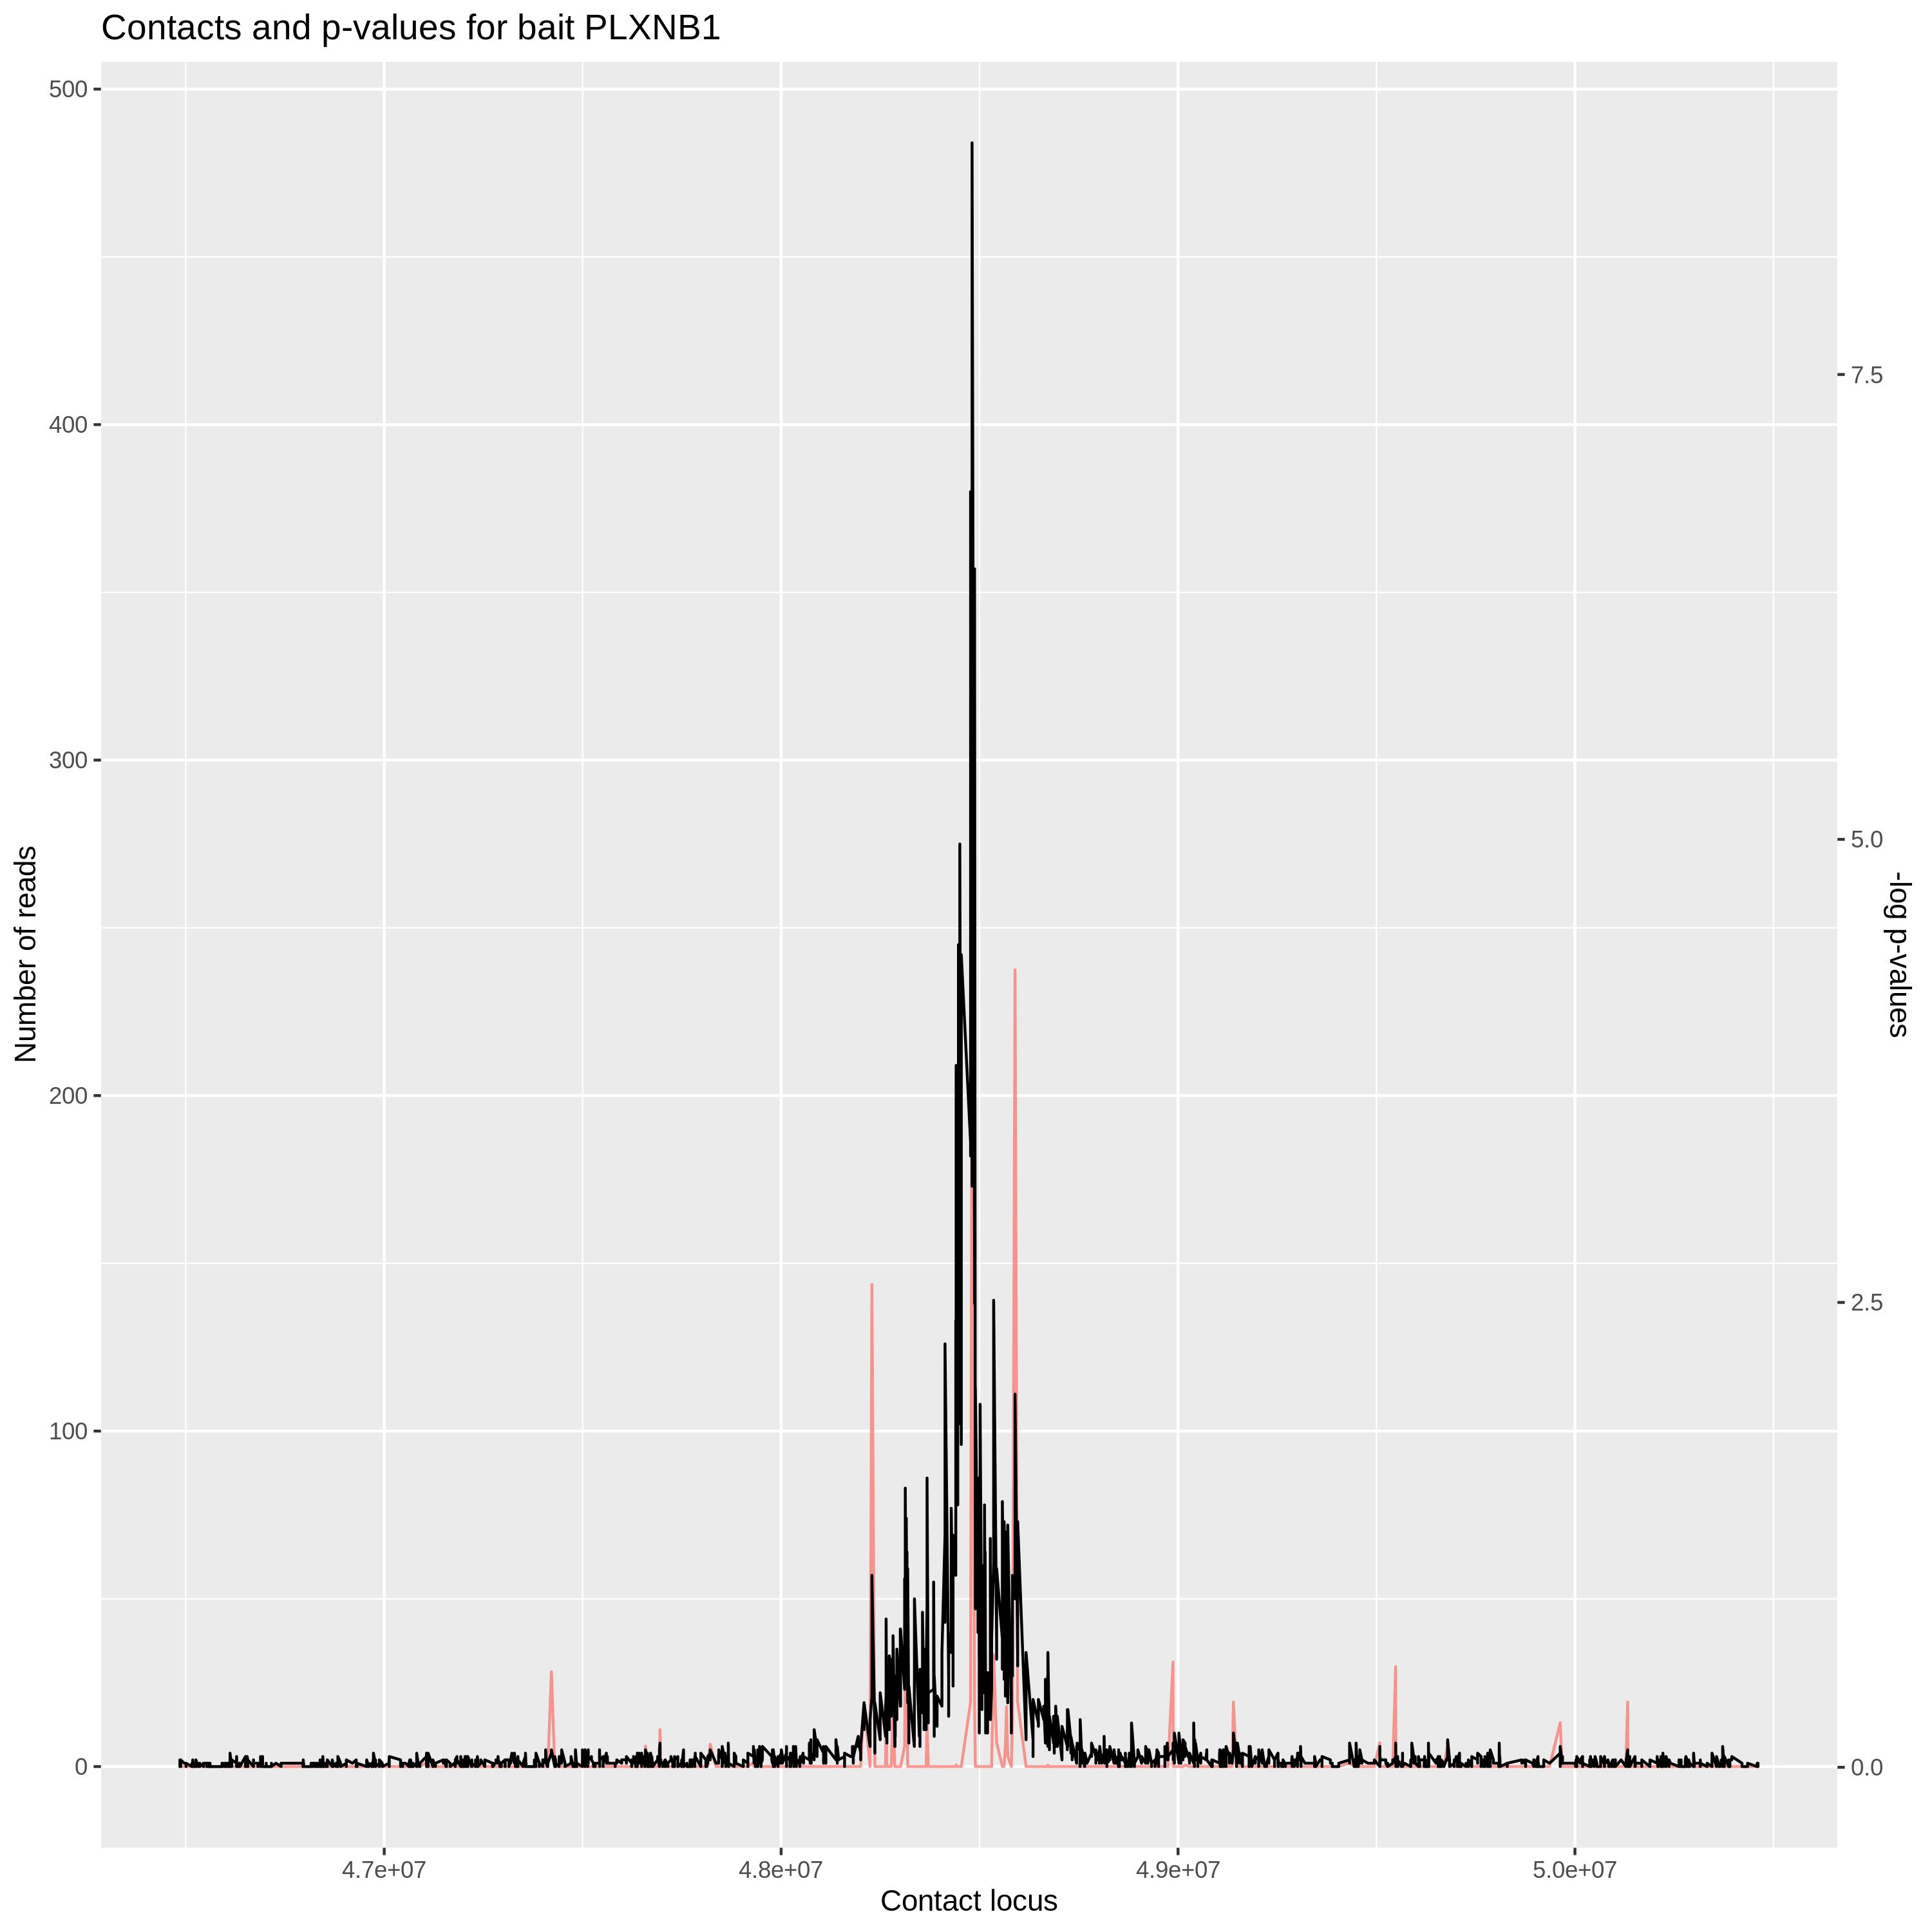 Contacts and p-values for bait PLXNB1
500
400
300
200
100
0
Number of reads
7.5
5.0
2.5
0.0
-log p-values
4.7e+07
4.8e+07
4.9e+07
5.0e+07
Contact locus